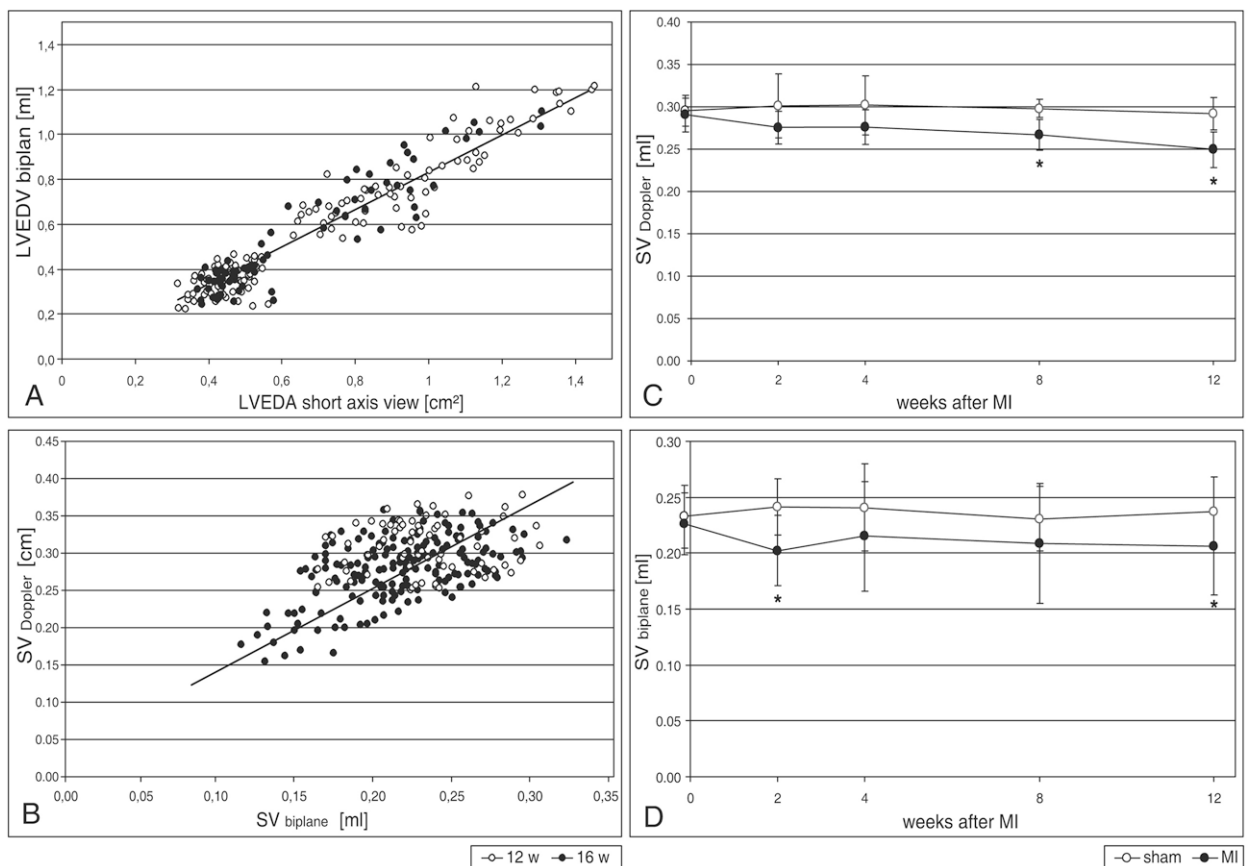 1,4
1,2
1,0
0,8
0,6
0,4
0,2
0,0
LVEDV biplan [ml]
0 0,2 0,4 0,6 0,8 1 1,2 1,4
A
LVEDA short axis view [cm²]
0.40
0.35
0.30
0.25
0.20
0.15
0.10
0.05
0.00
SV Doppler [ml]
*
*
0 2 4 8 12
C
weeks after MI
0.45
0.40
0.35
0.30
0.25
0.20
0.15
0.10
0.05
0.00
SV Doppler [cm]
0,00 0,05 0,10 0,15 0,20 0,25 0,30 0,35
B
SV biplane [ml]
12 w 16 w
0.30
0.25
0.20
0.15
0.10
0.05
0.00
SV biplane [ml]
*
*
0 2 4 8 12
D
weeks after MI
sham MI